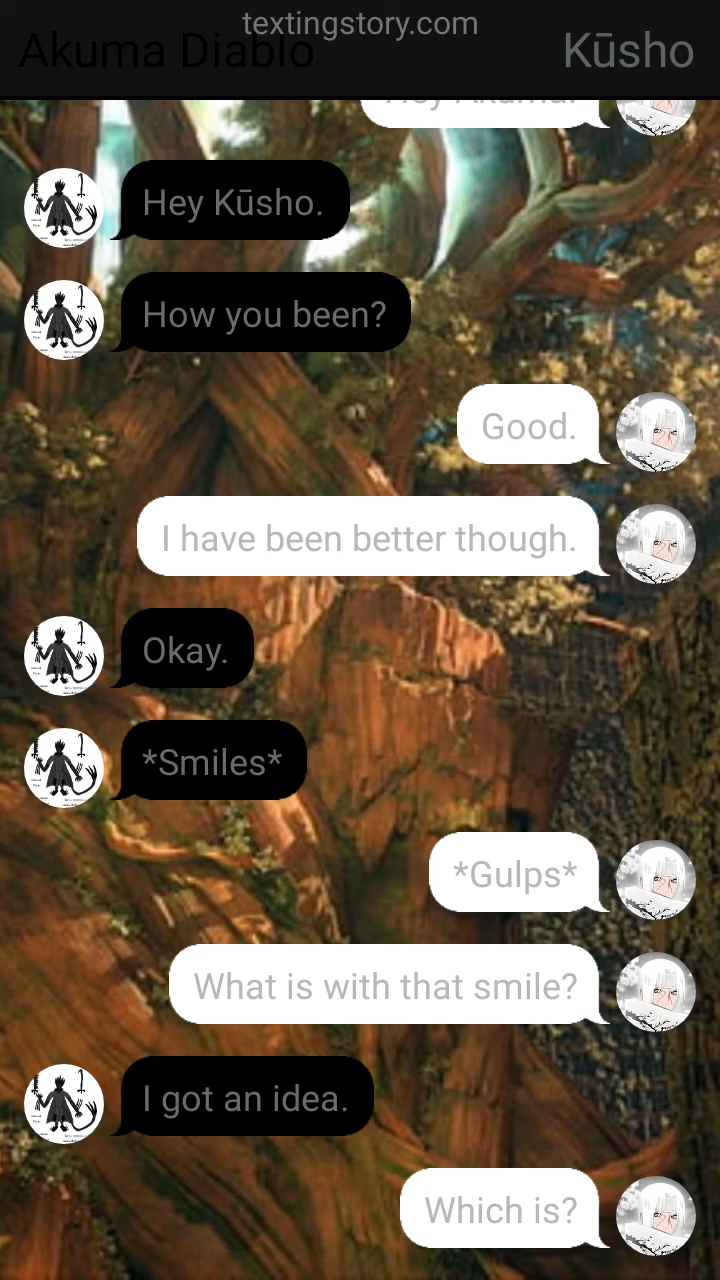 textingstory.com
Akuma Diablo
Kūsho
Hey Akuma!
Hey Kūsho.
How you been?
Good.
I have been better though.
Okay.
*Smiles*
*Gulps*
What is with that smile?
I got an idea.
Which is?